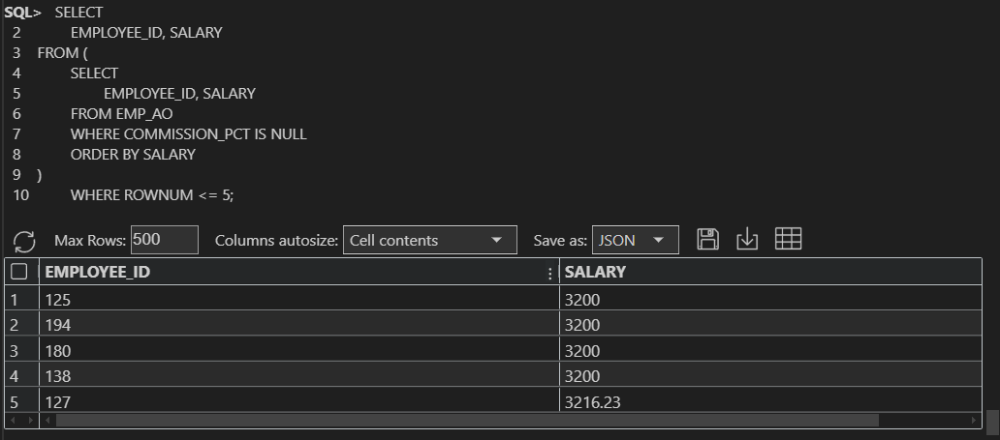 SQL> SELECT
2 EMPLOYEE_ID, SALARY
3 FROM (
4 SELECT
5 EMPLOYEE_ID, SALARY
6 FROM EMP_AO
7 WHERE COMMISSION_PCT IS NULL
8 ORDER BY SALARY
9 )
10 WHERE ROWNUM <= 5;
Max Rows: 500 Columns autosize: Cell contents Save as: JSON
EMPLOYEE_ID SALARY
1 125 3200
2 194 3200
3 180 3200
4 138 3200
5 127 3216.23